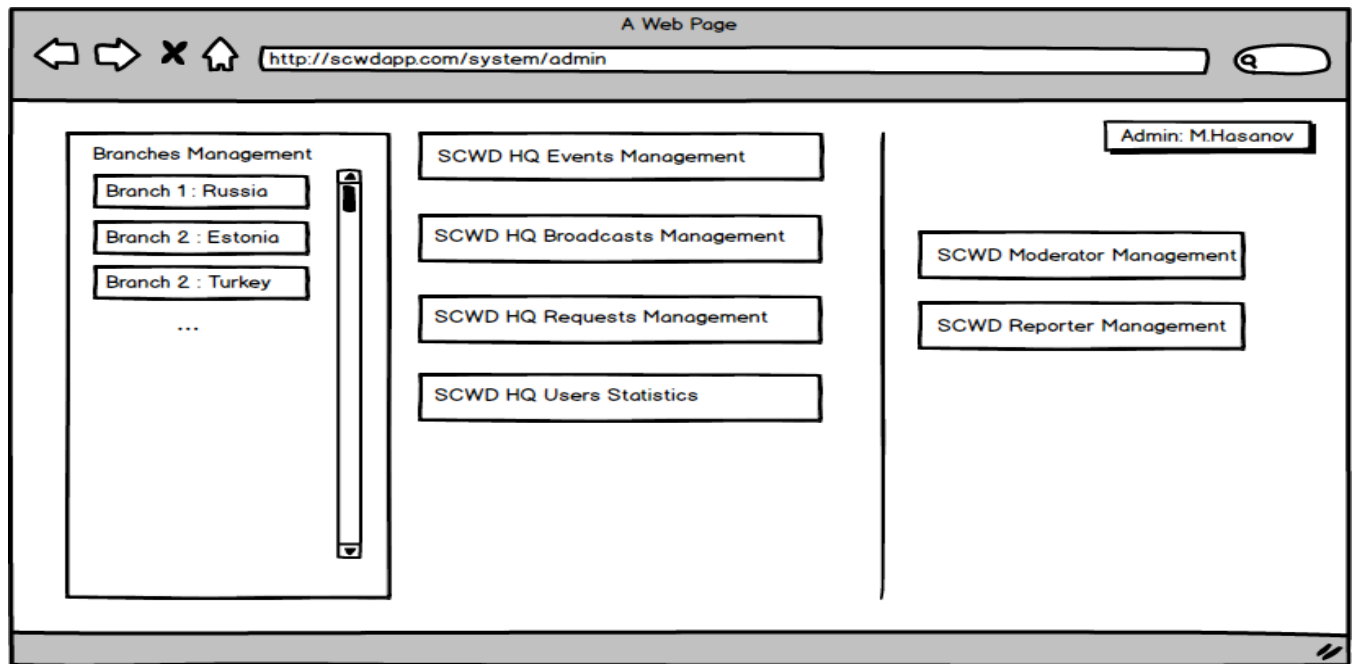 A Web Page
http://scwdapp.com/system/admin
Admin: M.Hasanov
Branches Management
Branch 1 : Russia
Branch 2 : Estonia
Branch 2 : Turkey
...
SCWD HQ Events Management
SCWD HQ Broadcasts Management
SCWD HQ Requests Management
SCWD HQ Users Statistics
SCWD Moderator Management
SCWD Reporter Management